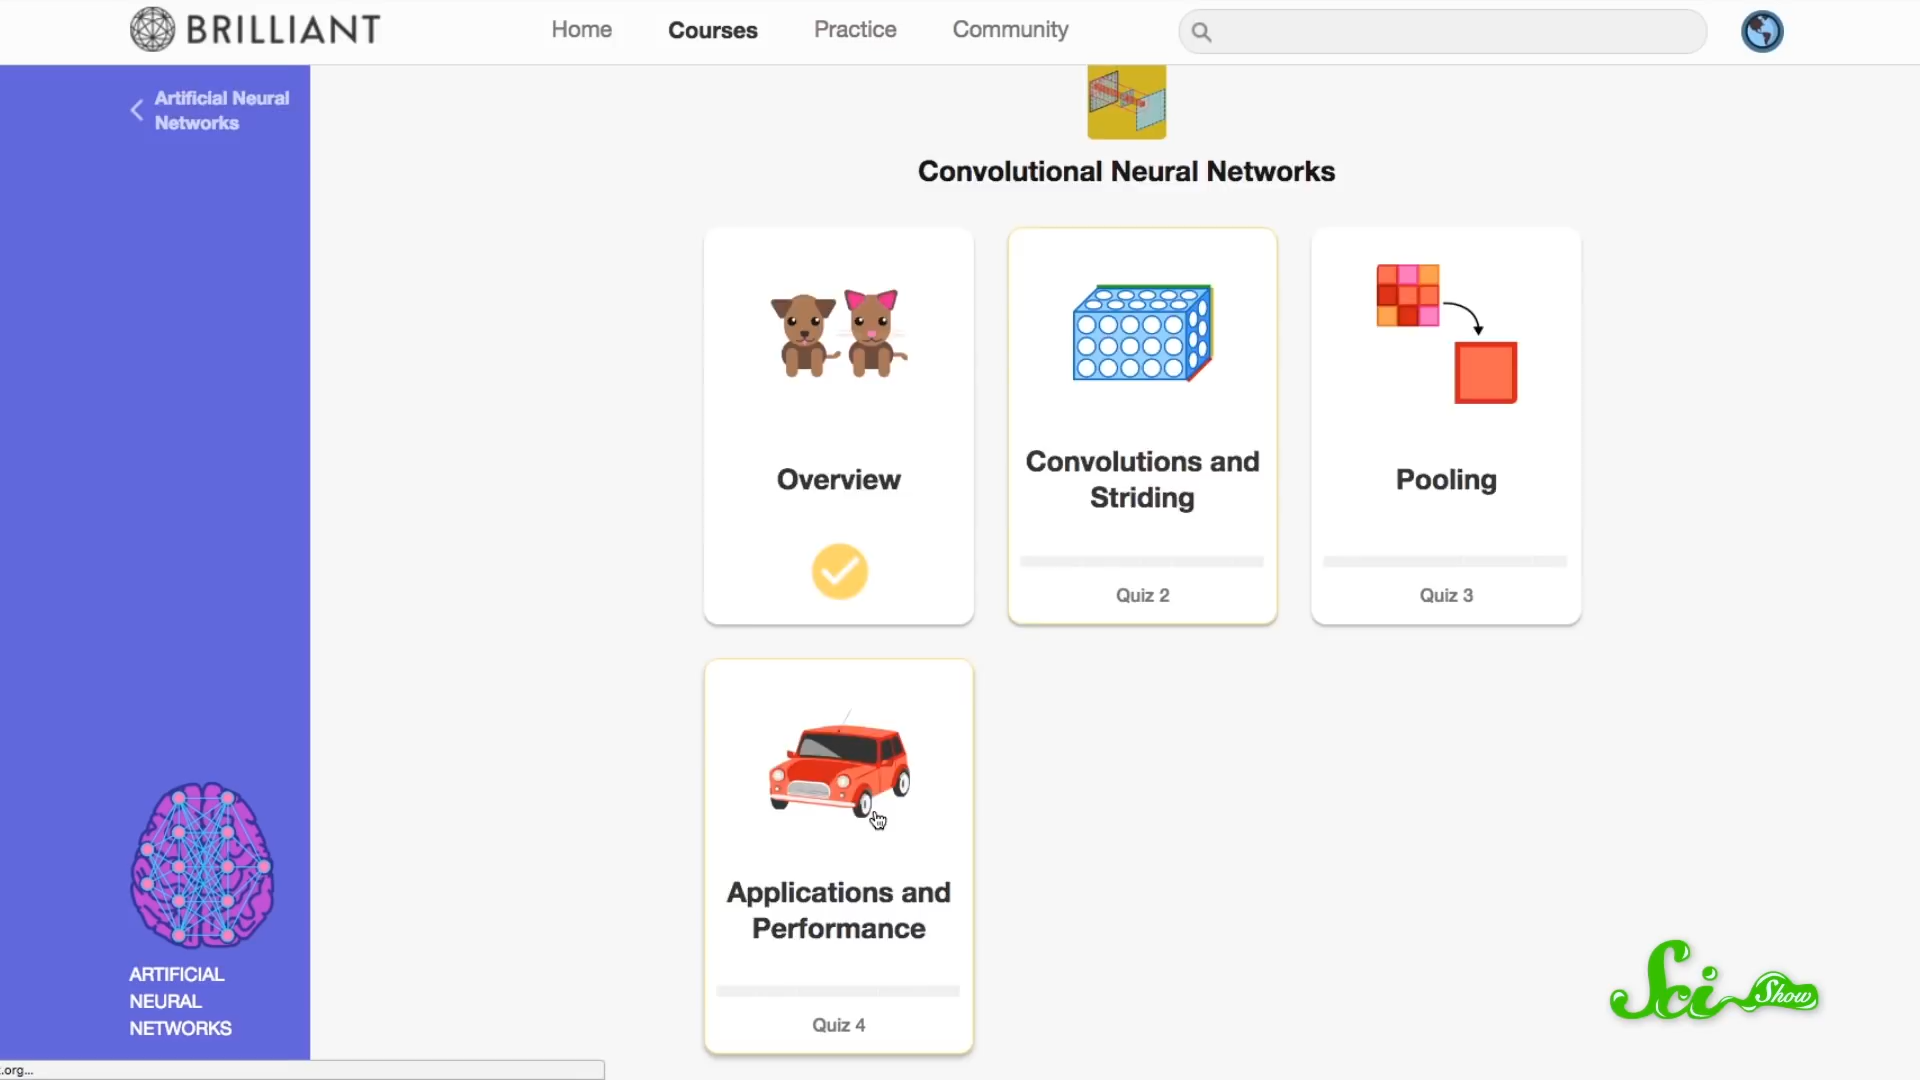 BRILLIANT
Home
Courses
Practice
Community
Artificial Neural
Networks
Convolutional Neural Networks
Overview
Convolutions and
Striding
Quiz 2
Pooling
Quiz 3
Applications and
Performance
Quiz 4
ARTIFICIAL
NEURAL
NETWORKS
Sci Show
.org...